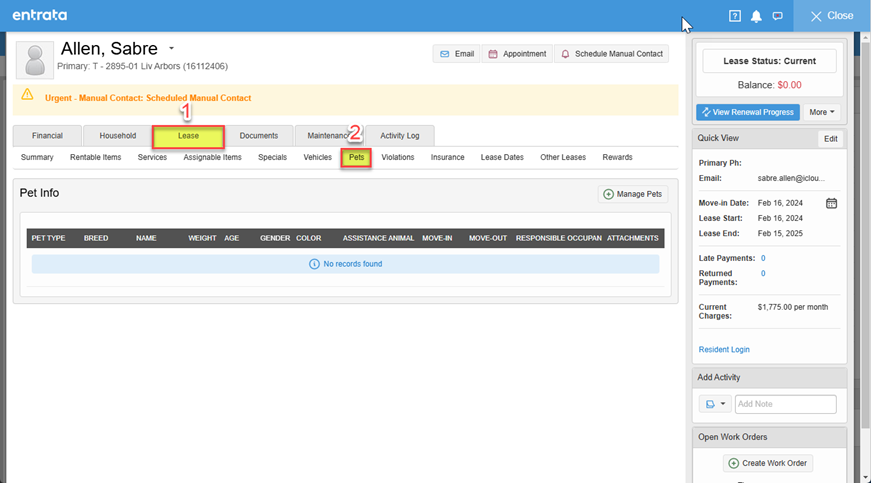 entrata
? Close
Allen, Sabre
Primary: T - 2895-01 Liv Arbors (16112406)
Email Appointment Schedule Manual Contact
Urgent - Manual Contact: Scheduled Manual Contact
1
2
Financial Household Lease Documents Maintenance Activity Log
Summary Rentable Items Services Assignable Items Specials Vehicles Pets Violations Insurance Lease Dates Other Leases Rewards
Pet Info
Manage Pets
PET TYPE BREED NAME WEIGHT AGE GENDER COLOR ASSISTANCE ANIMAL MOVE-IN MOVE-OUT RESPONSIBLE OCCUPAN ATTACHMENTS
No records found
Lease Status: Current
Balance: $0.00
View Renewal Progress More
Quick View Edit
Primary Ph:
Email: sabre.allen@iclou...
Move-in Date: Feb 16, 2024
Lease Start: Feb 16, 2024
Lease End: Feb 15, 2025
Late Payments: 0
Returned 0
Payments:
Current $1,775.00 per month
Charges:
Resident Login
Add Activity
Add Note
Open Work Orders
Create Work Order